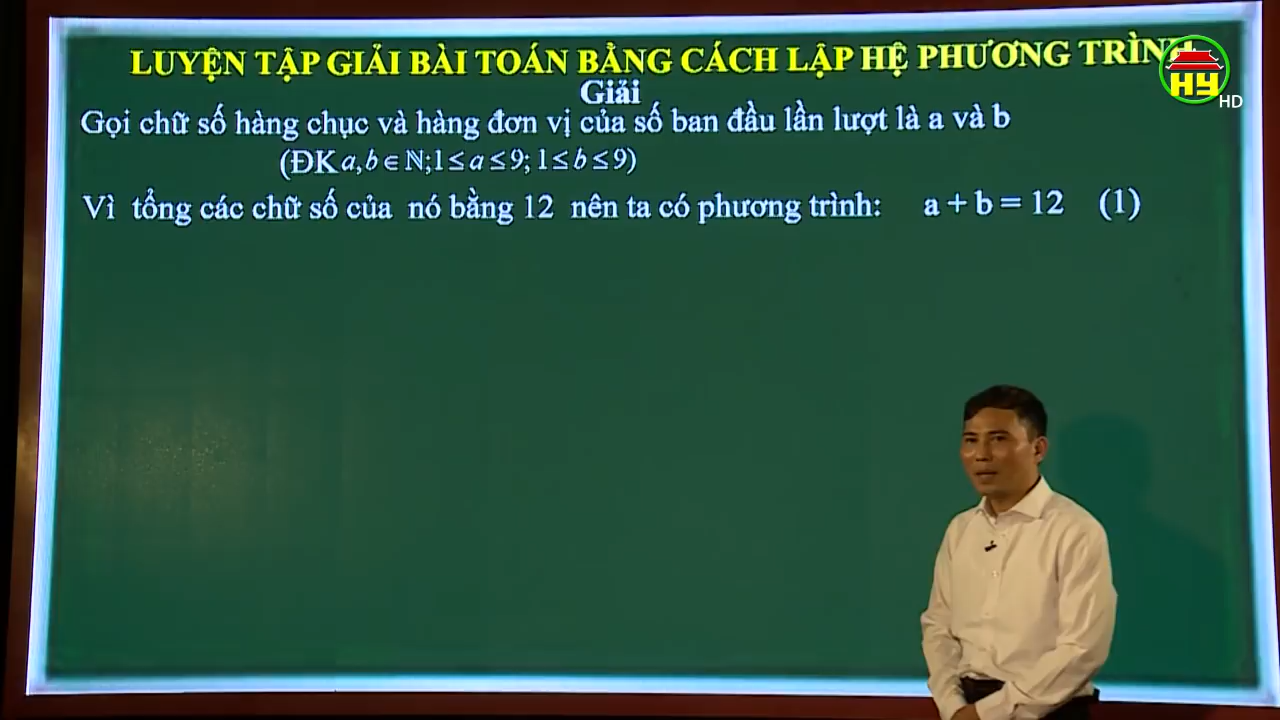 LUYỆN TẬP GIẢI BÀI TOÁN BẰNG CÁCH LẬP HỆ PHƯƠNG TRÌNH
HY HD
Giải
Gọi chữ số hàng chục và hàng đơn vị của số ban đầu lần lượt là a và b
(ĐK a,b ∈ ℕ;1 ≤ a ≤ 9; 1 ≤ b ≤ 9)
Vì tổng các chữ số của nó bằng 12 nên ta có phương trình: a + b = 12 (1)